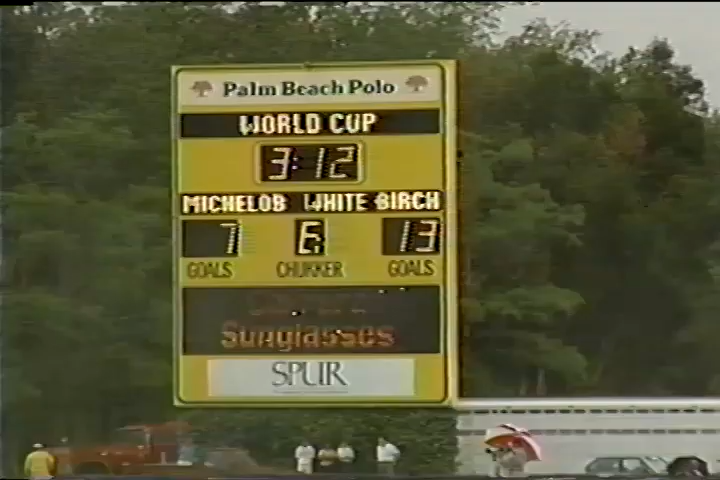 Palm Beach Polo
WORLD CUP
3:12
MICHELOB WHITE BIRCH
7 6 13
GOALS CHUKKER GOALS
Sunglasses
SPUR